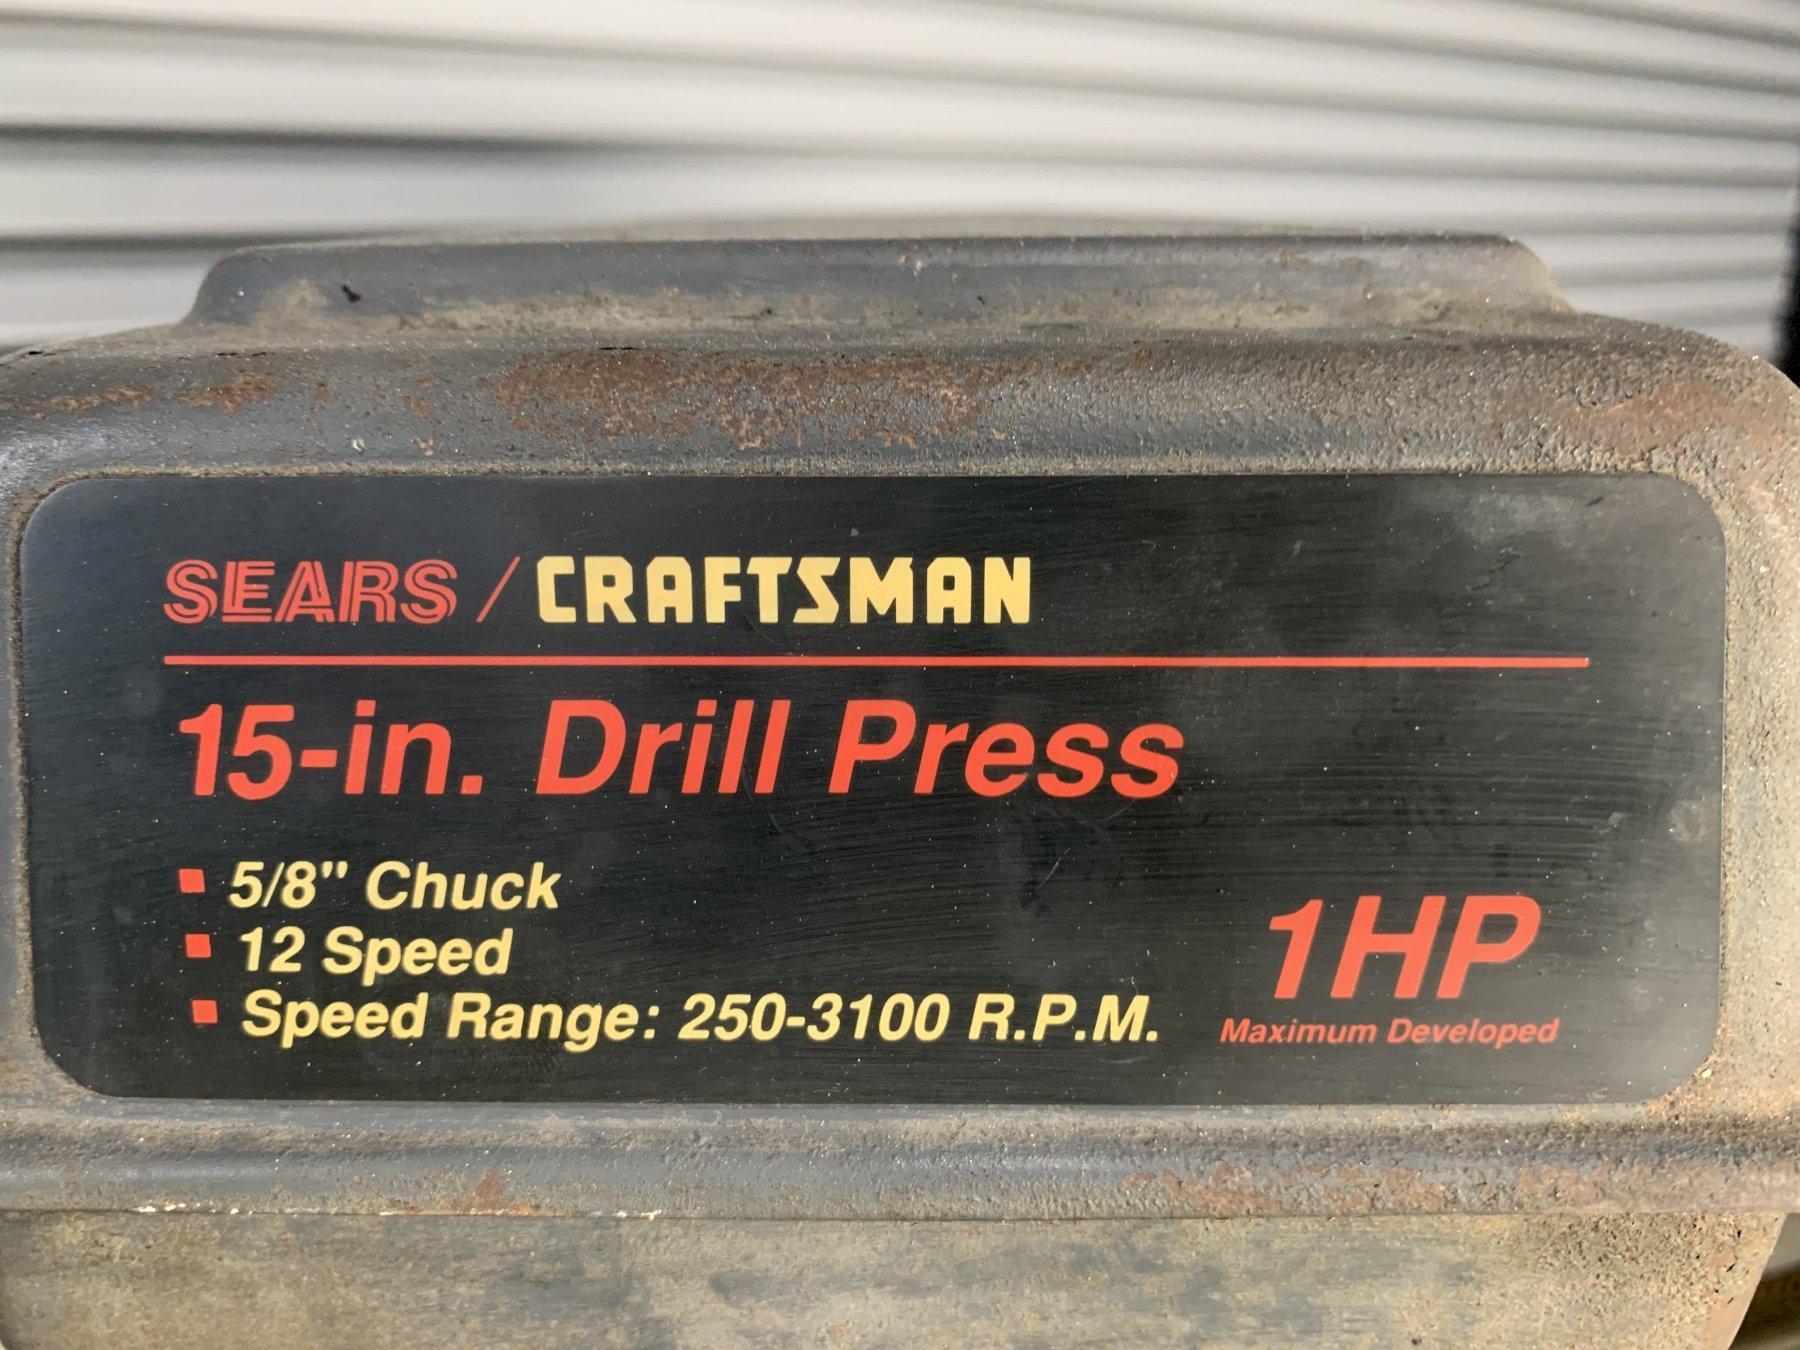 SEARS / CRAFTSMAN
15-in. Drill Press
5/8" Chuck
12 Speed
Speed Range: 250-3100 R.P.M.
1HP
Maximum Developed